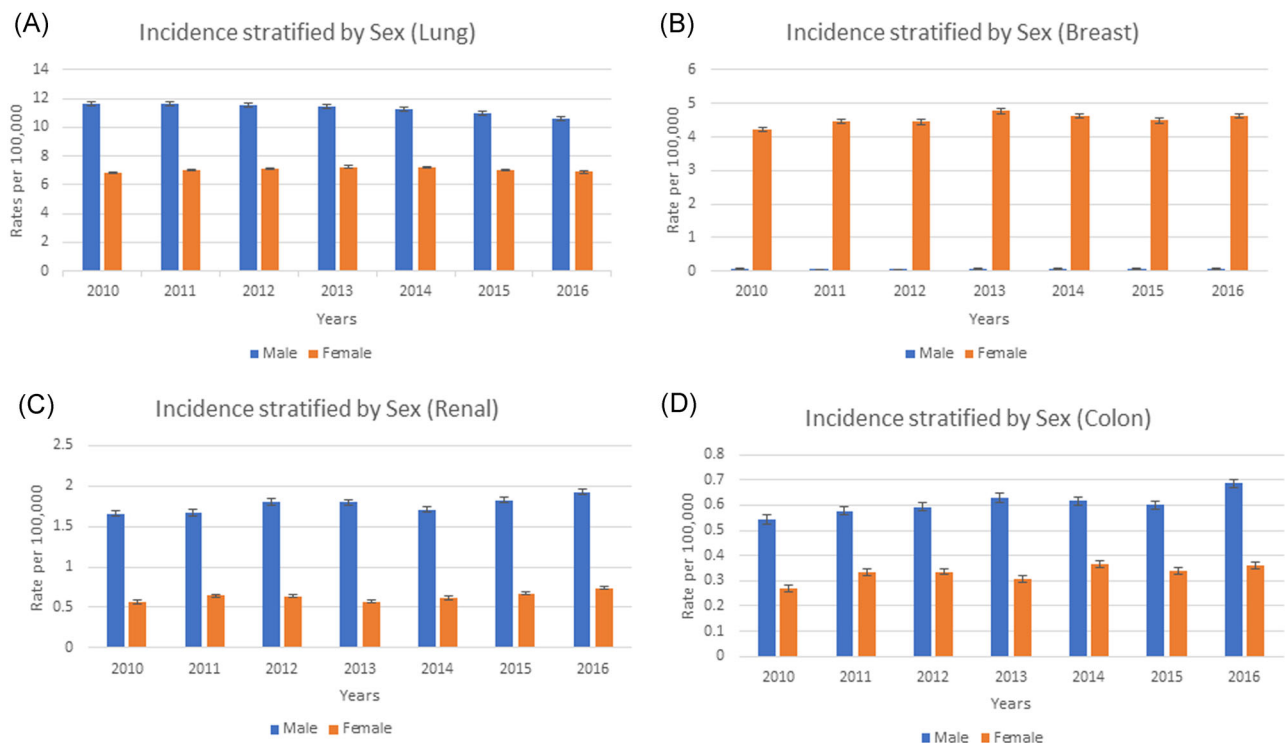 (A)
Incidence stratified by Sex (Lung)
14
12
10
8
6
4
2
0
Rates per 100,000
2010 2011 2012 2013 2014 2015 2016
Years
Male Female
(B)
Incidence stratified by Sex (Breast)
6
5
4
3
2
1
0
Rate per 100,000
2010 2011 2012 2013 2014 2015 2016
Years
Male Female
(C)
Incidence stratified by Sex (Renal)
2.5
2
1.5
1
0.5
0
Rate per 100,000
2010 2011 2012 2013 2014 2015 2016
Years
Male Female
(D)
Incidence stratified by Sex (Colon)
0.8
0.7
0.6
0.5
0.4
0.3
0.2
0.1
0
Rate per 100,000
2010 2011 2012 2013 2014 2015 2016
Years
Male Female